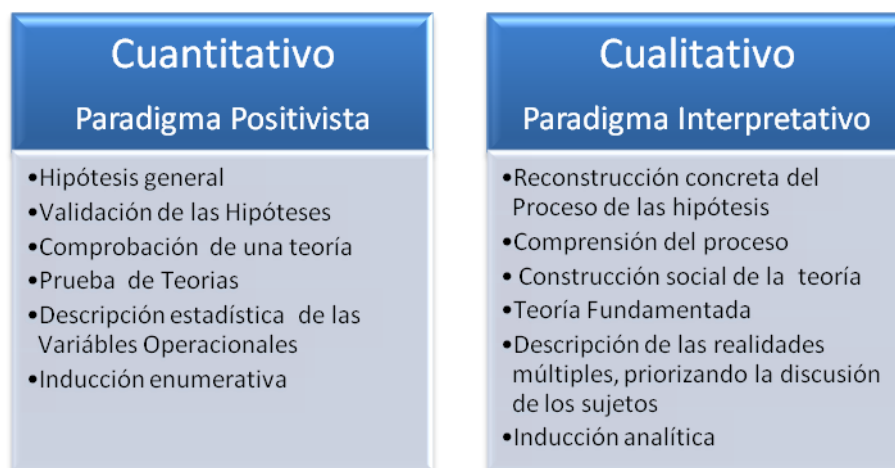 Cuantitativo
Paradigma Positivista
•Hipótesis general
•Validación de las Hipóteses
•Comprobación de una teoría
•Prueba de Teorias
•Descripción estadística de las
Variábles Operacionales
•Inducción enumerativa
Cualitativo
Paradigma Interpretativo
•Reconstrucción concreta del
Proceso de las hipótesis
•Comprensión del proceso
• Construcción social de la teoría
•Teoría Fundamentada
•Descripción de las realidades
múltiples, priorizando la discusión
de los sujetos
•Inducción analítica